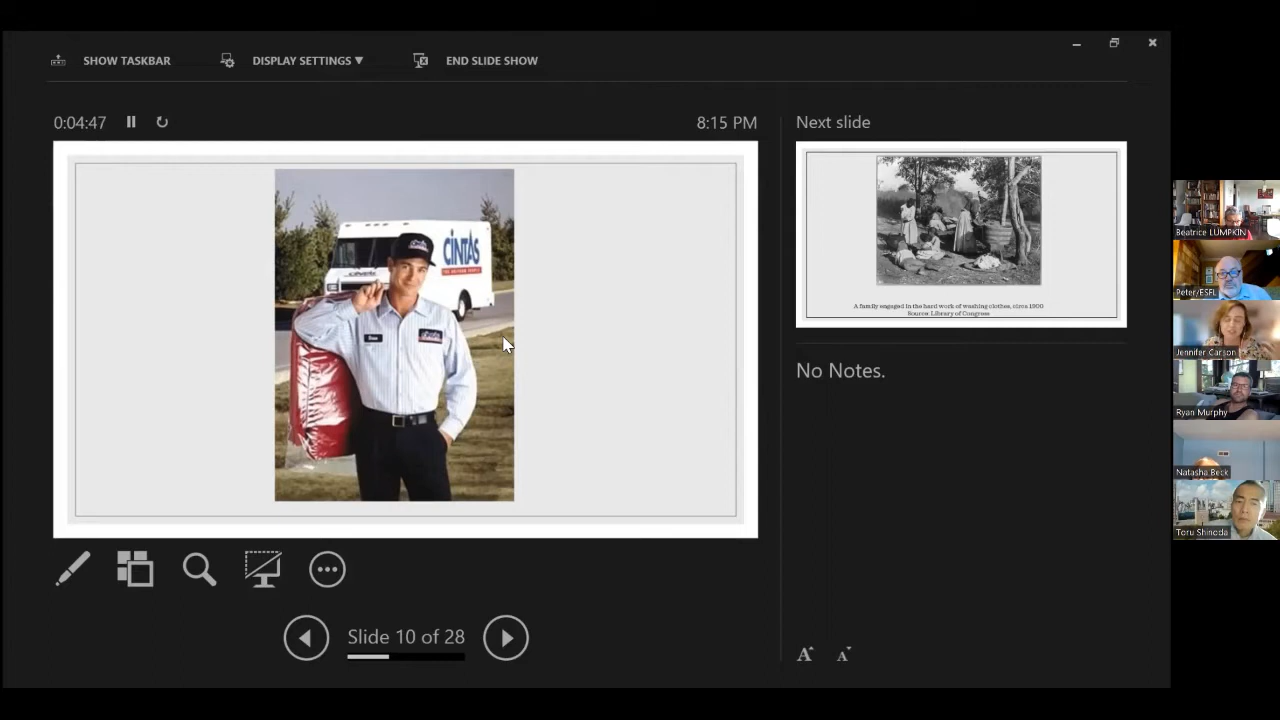 SHOW TASKBAR
DISPLAY SETTINGS ▼
END SLIDE SHOW
0:04:47
8:15 PM
Next slide
CINTAS
A family engaged in the hard work of washing clothes, circa 1900
Source: Library of Congress
No Notes.
Slide 10 of 28
A A
Beatrice LUMPKIN
Peter/ESFL
Jennifer Carson
Ryan Murphy
Natasha Beck
Toru Shinoda